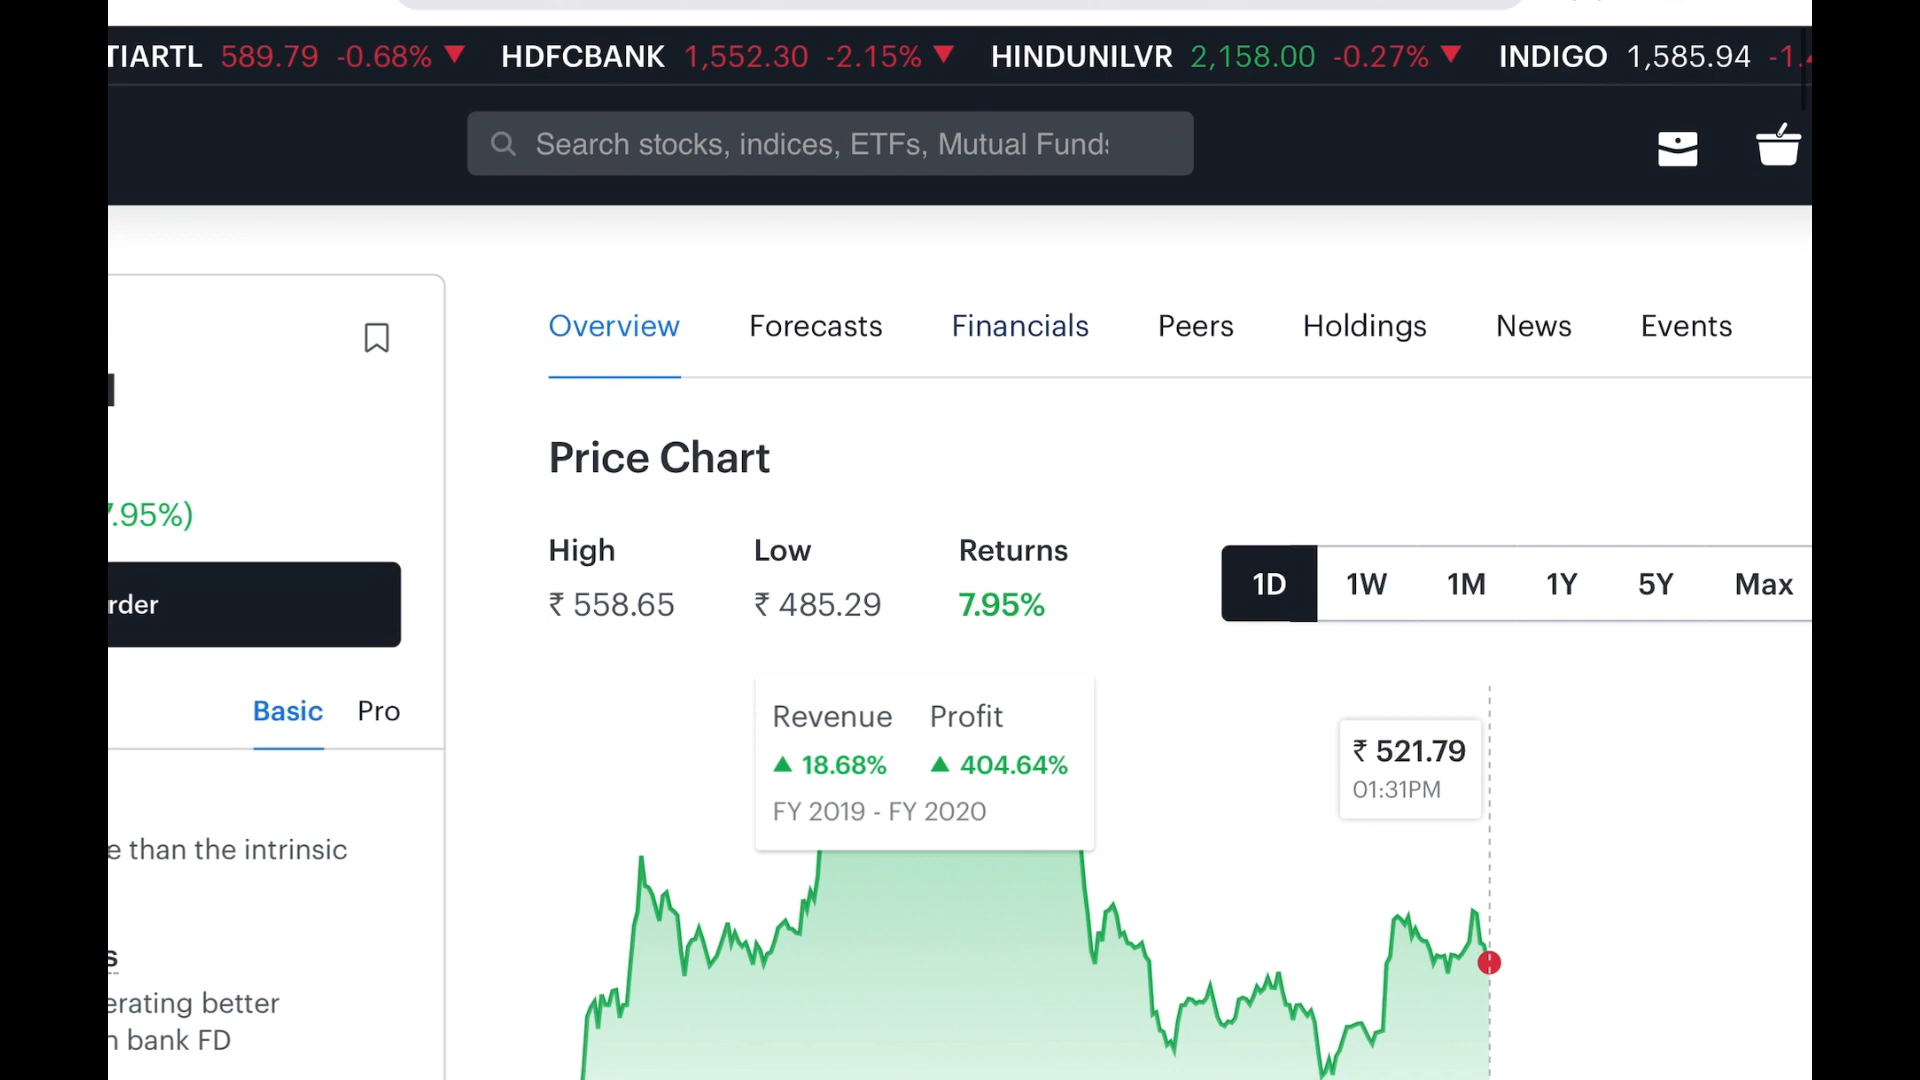 TIARTL 589.79 -0.68% ▼ HDFCBANK 1,552.30 -2.15% ▼ HINDUNILVR 2,158.00 -0.27% ▼ INDIGO 1,585.94
Search stocks, indices, ETFs, Mutual Funds
Overview Forecasts Financials Peers Holdings News Events
Price Chart
.95%)
High Low Returns
₹ 558.65 ₹ 485.29 7.95%
1D 1W 1M 1Y 5Y Max
rder
Basic Pro
Revenue Profit
▲ 18.68% ▲ 404.64%
FY 2019 - FY 2020
₹ 521.79
01:31PM
e than the intrinsic
s
erating better
n bank FD